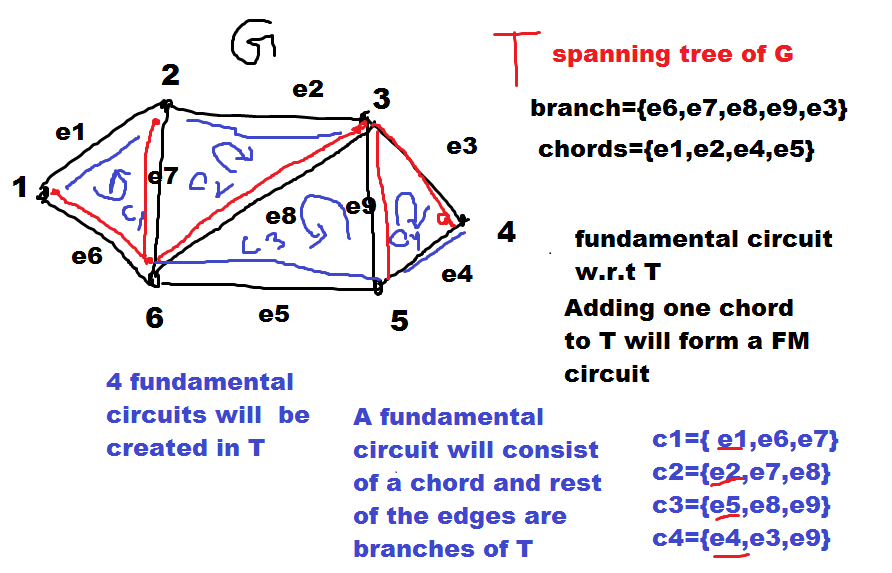 G
T spanning tree of G
branch={e6,e7,e8,e9,e3}
chords={e1,e2,e4,e5}
2
e2
3
e1
e3
1
e7
C2
C1
e8
e9
C4
4
e6
C3
e4
6
e5
5
fundamental circuit
w.r.t T
Adding one chord
to T will form a FM
circuit
4 fundamental
circuits will be
created in T
A fundamental
circuit will consist
of a chord and rest
of the edges are
branches of T
c1={ e1,e6,e7}
c2={e2,e7,e8}
c3={e5,e8,e9}
c4={e4,e3,e9}